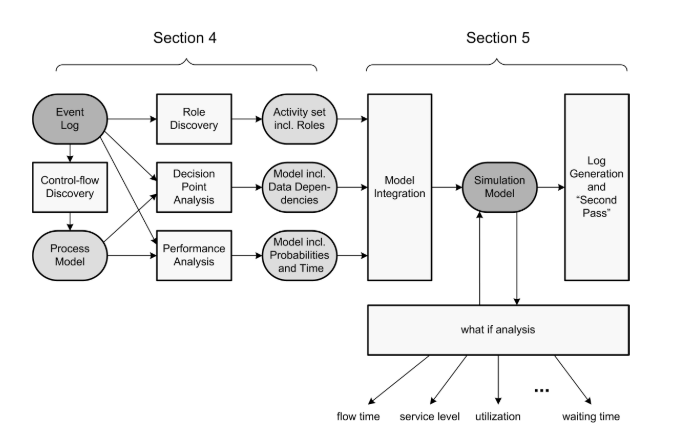 Section 4
Section 5
Event
Log
Role
Discovery
Activity set
incl. Roles
Control-flow
Discovery
Decision
Point
Analysis
Model incl.
Data Depen-
dencies
Process
Model
Performance
Analysis
Model incl.
Probabilities
and Time
Model
Integration
Simulation
Model
Log
Generation
and
“Second
Pass”
what if analysis
flow time
service level
utilization
...
waiting time